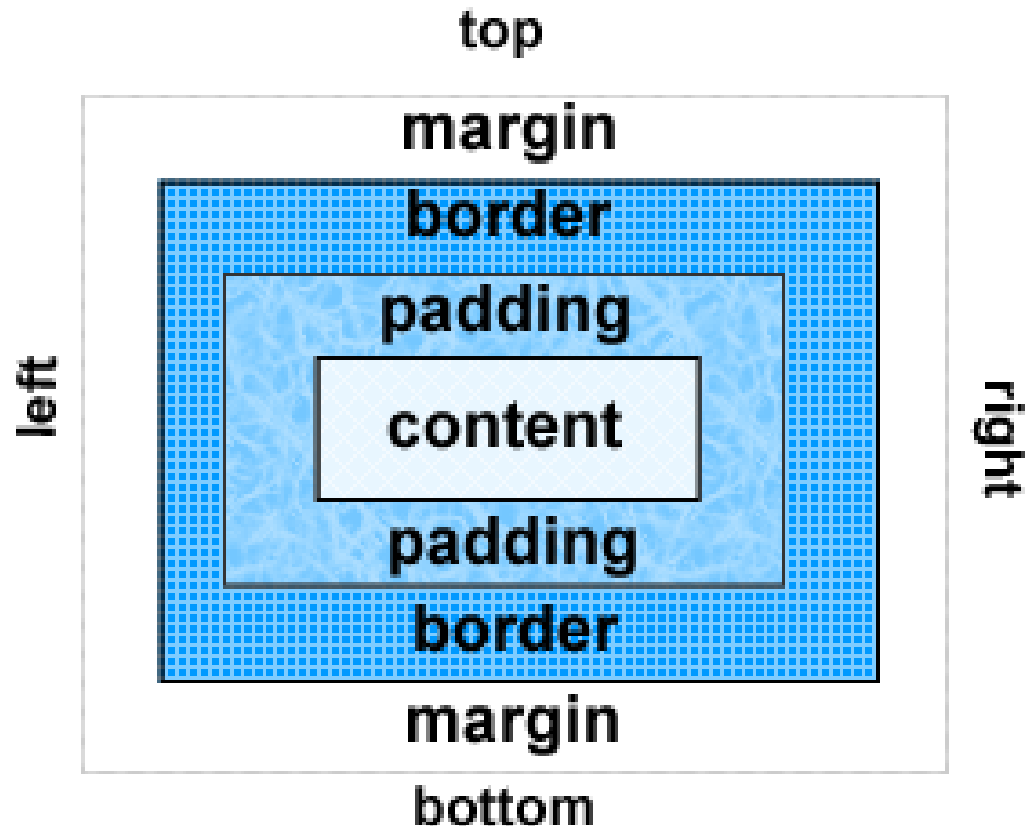 top
margin
border
padding
left
content
right
padding
border
margin
bottom